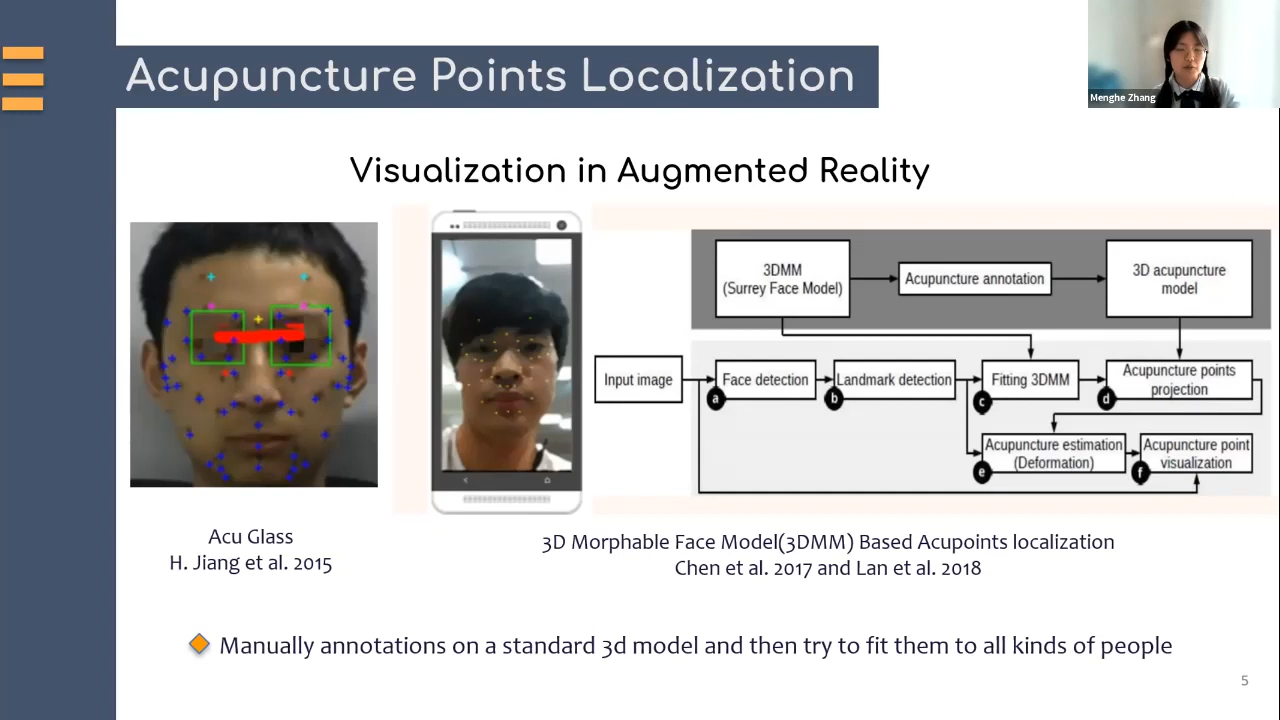 Acupuncture Points Localization
Menghe Zhang
Visualization in Augmented Reality
3DMM
(Surrey Face Model)
Acupuncture annotation
3D acupuncture
model
Input image
Face detection
Landmark detection
Fitting 3DMM
Acupuncture points
projection
a
b
c
d
Acupuncture estimation
(Deformation)
Acupuncture point
visualization
e
f
Acu Glass
H. Jiang et al. 2015
3D Morphable Face Model(3DMM) Based Acupoints localization
Chen et al. 2017 and Lan et al. 2018
Manually annotations on a standard 3d model and then try to fit them to all kinds of people
5